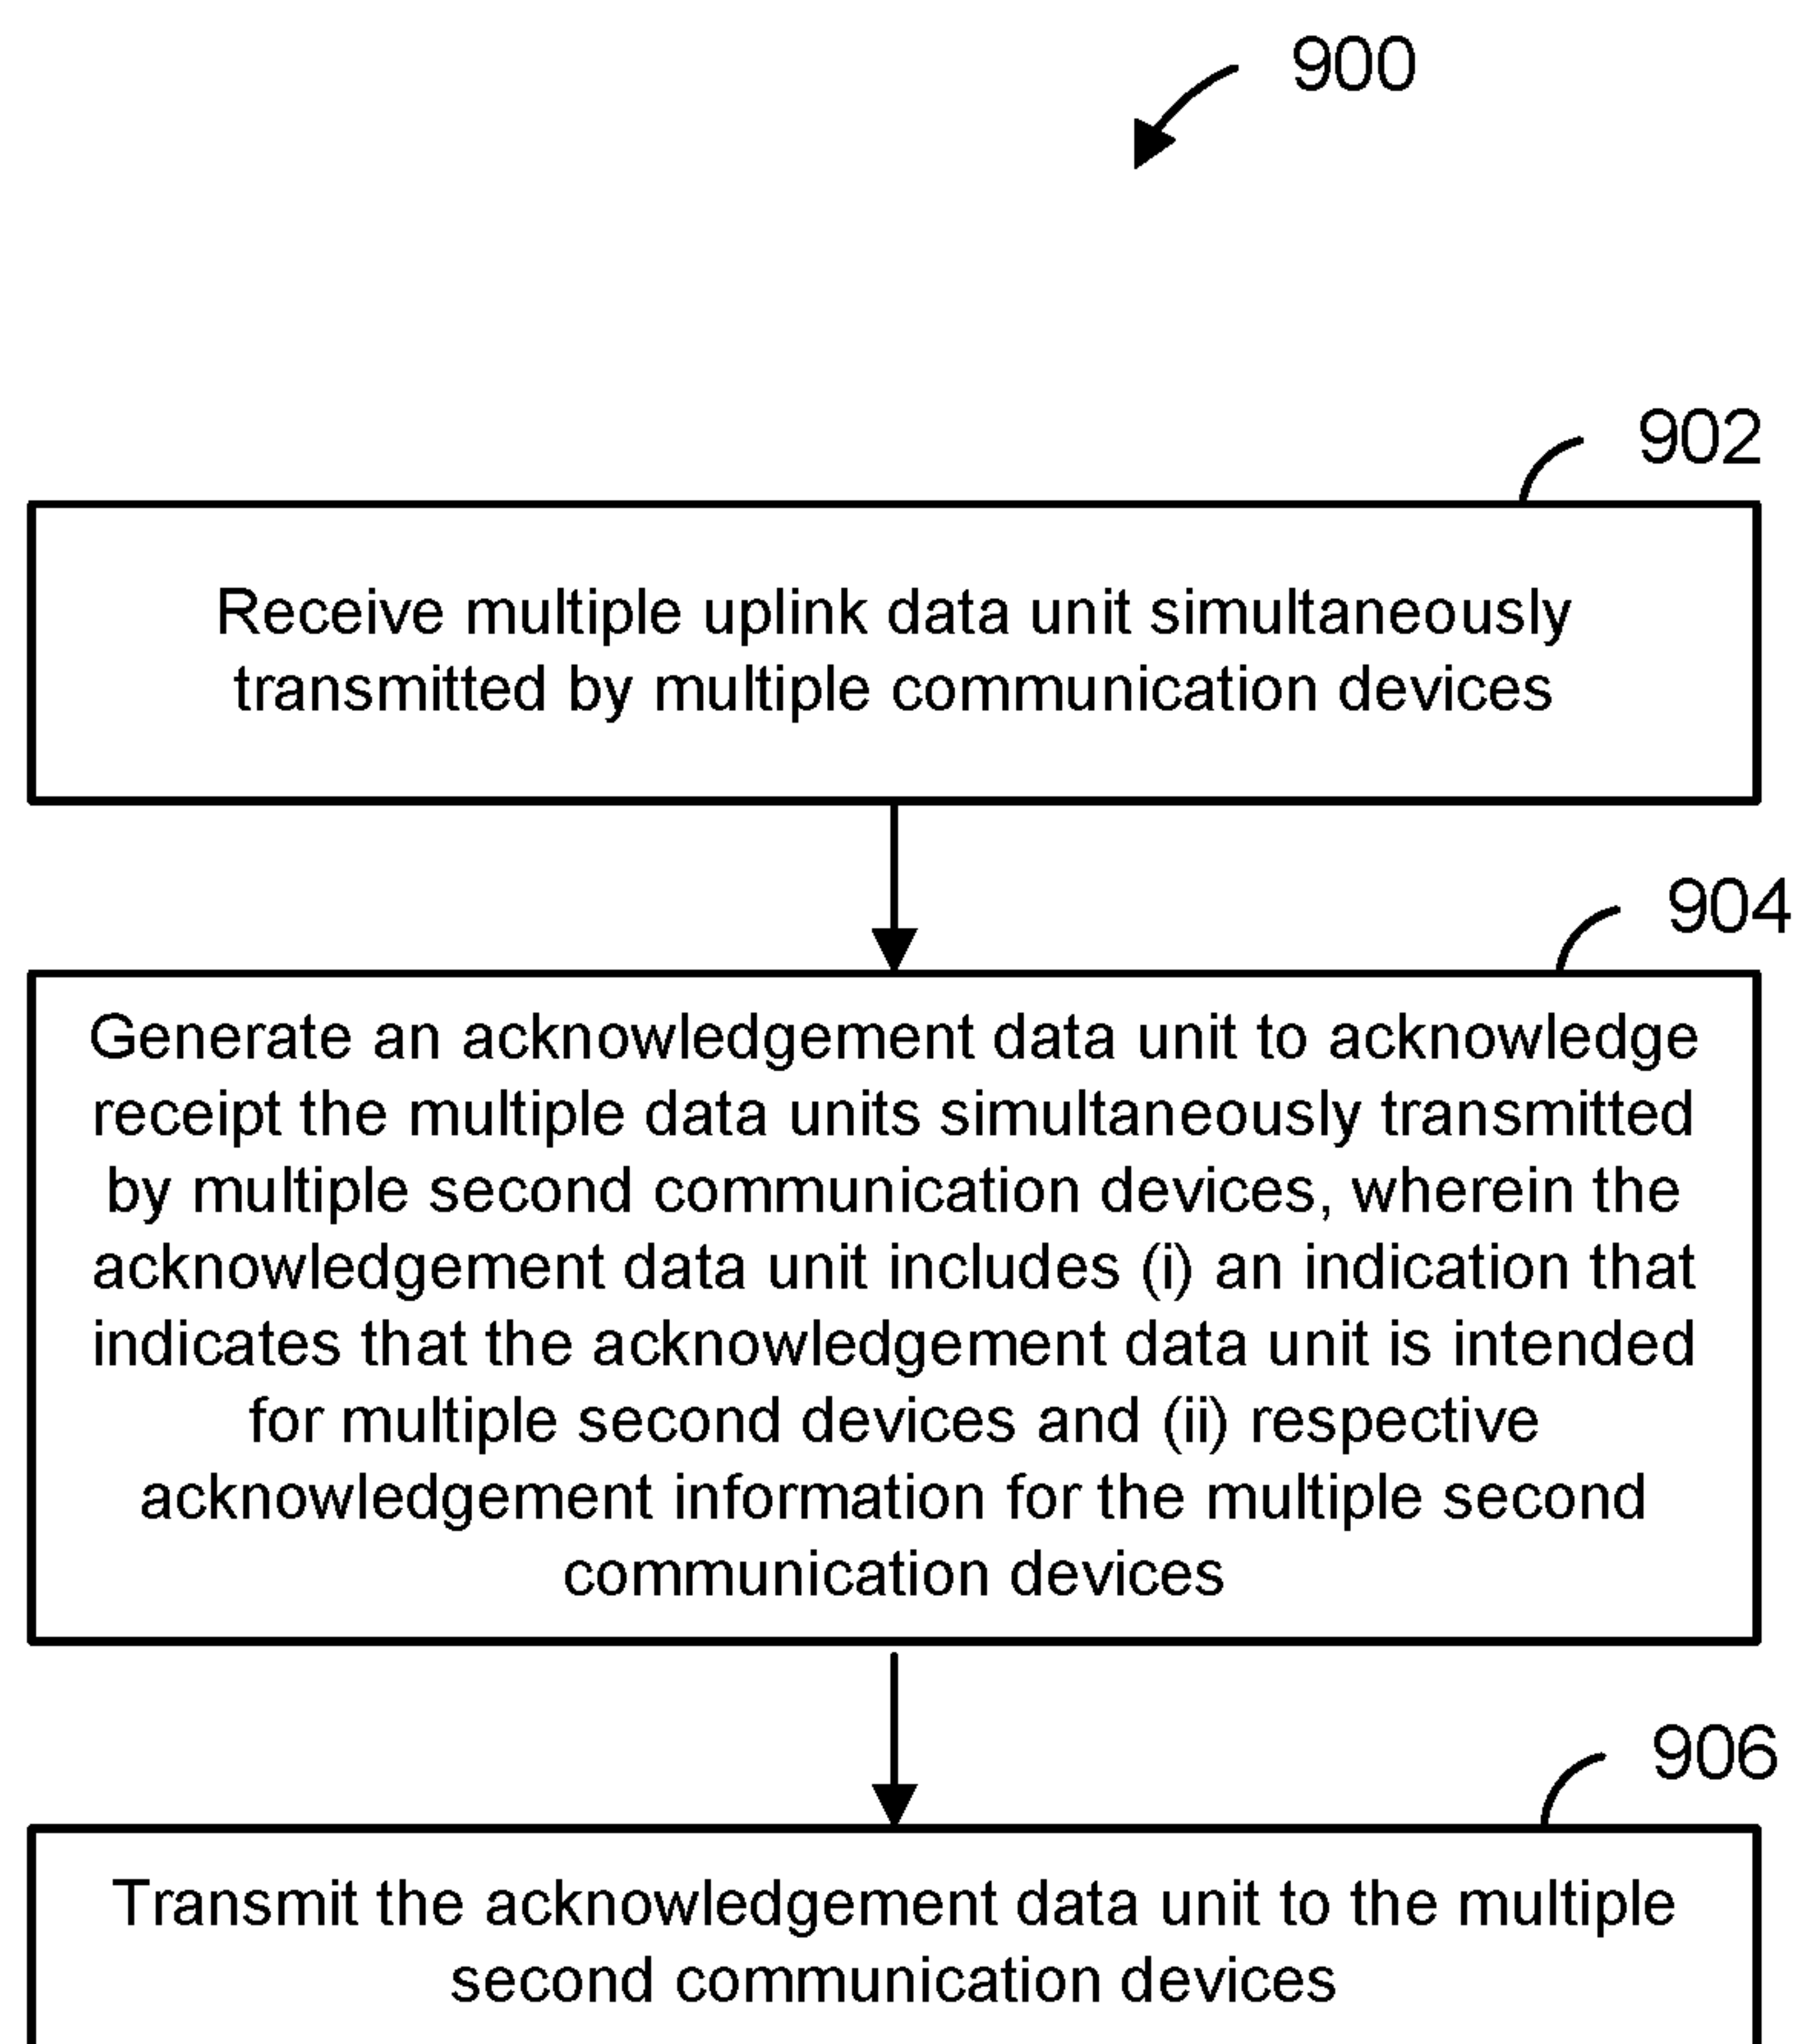 900
902
Receive multiple uplink data unit simultaneously
transmitted by multiple communication devices
904
Generate an acknowledgement data unit to acknowledge
receipt the multiple data units simultaneously transmitted
by multiple second communication devices, wherein the
acknowledgement data unit includes (i) an indication that
indicates that the acknowledgement data unit is intended
for multiple second devices and (ii) respective
acknowledgement information for the multiple second
communication devices
906
Transmit the acknowledgement data unit to the multiple
second communication devices